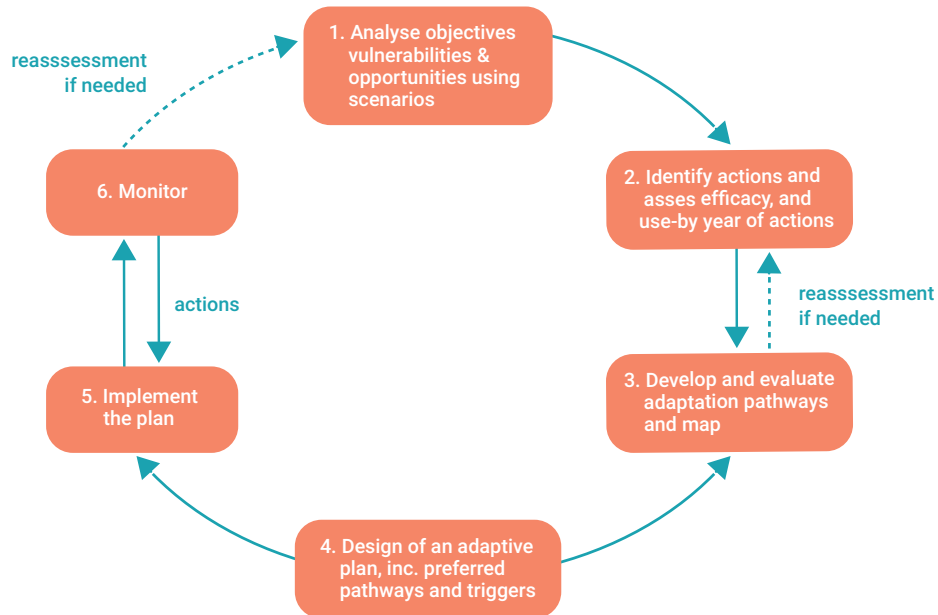 1. Analyse objectives
vulnerabilities &
opportunities using
scenarios
reasssessment
if needed
6. Monitor
2. Identify actions and
asses efficacy, and
use-by year of actions
actions
reasssessment
if needed
5. Implement
the plan
3. Develop and evaluate
adaptation pathways
and map
4. Design of an adaptive
plan, inc. preferred
pathways and triggers